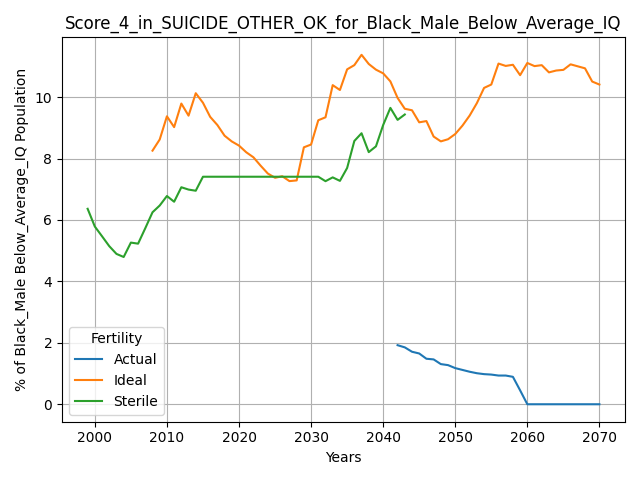 Score_4_in_SUICIDE_OTHER_OK_for_Black_Male_Below_Average_IQ
% of Black_Male Below_Average_IQ Population
10
8
6
4
2
0
Fertility
Actual
Ideal
Sterile
2000 2010 2020 2030 2040 2050 2060 2070
Years